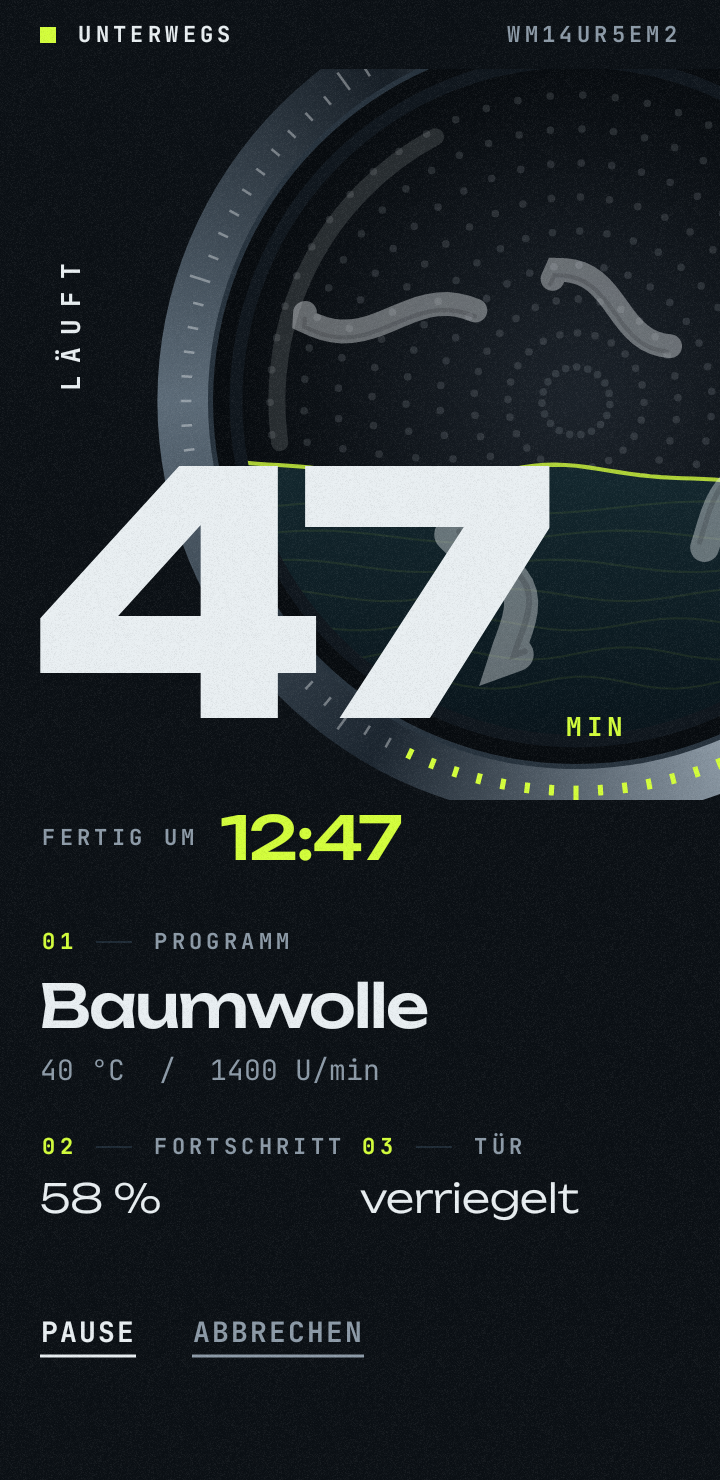 UNTERWEGS
WM14UR5EM2
LÄUFT
47
MIN
FERTIG UM 12:47
01 PROGRAMM
Baumwolle
40 °C / 1400 U/min
02 FORTSCHRITT 03 TÜR
58 % verriegelt
PAUSE ABBRECHEN